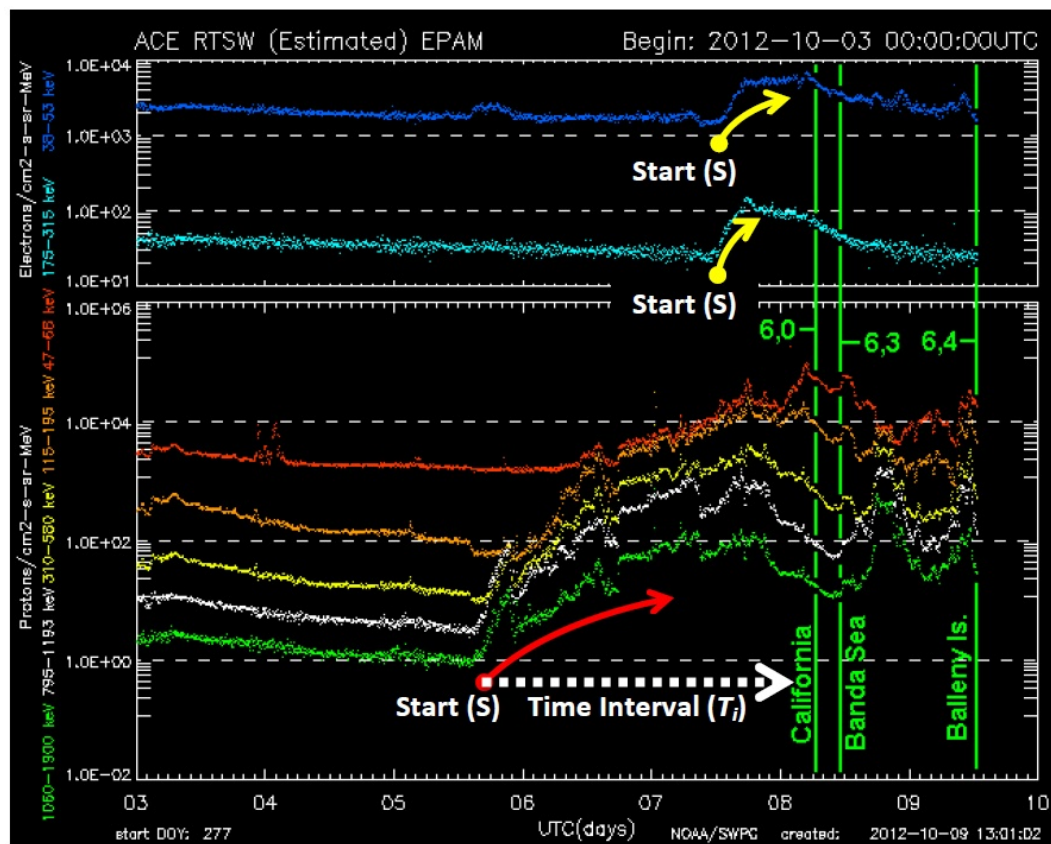 ACE RTSW (Estimated) EPAM Begin: 2012-10-03 00:00:00UTC
Electrons/cm2-s-sr-MeV
175-315 keV 38-53 keV
1.0E+04
1.0E+03
1.0E+02
1.0E+01
Start (S)
Start (S)
Protons/cm2-s-sr-MeV
1060-1900 keV 795-1193 keV 310-580 keV 115-195 keV 47-68 keV
1.0E+06
1.0E+04
1.0E+02
1.0E+00
1.0E-02
6,0
6,3
6,4
California
Banda Sea
Balleny Is.
Start (S) Time Interval (Ti)
03 04 05 06 07 08 09 10
start DOY: 277 UTC(days) NOAA/SWPC created: 2012-10-09 13:01:02